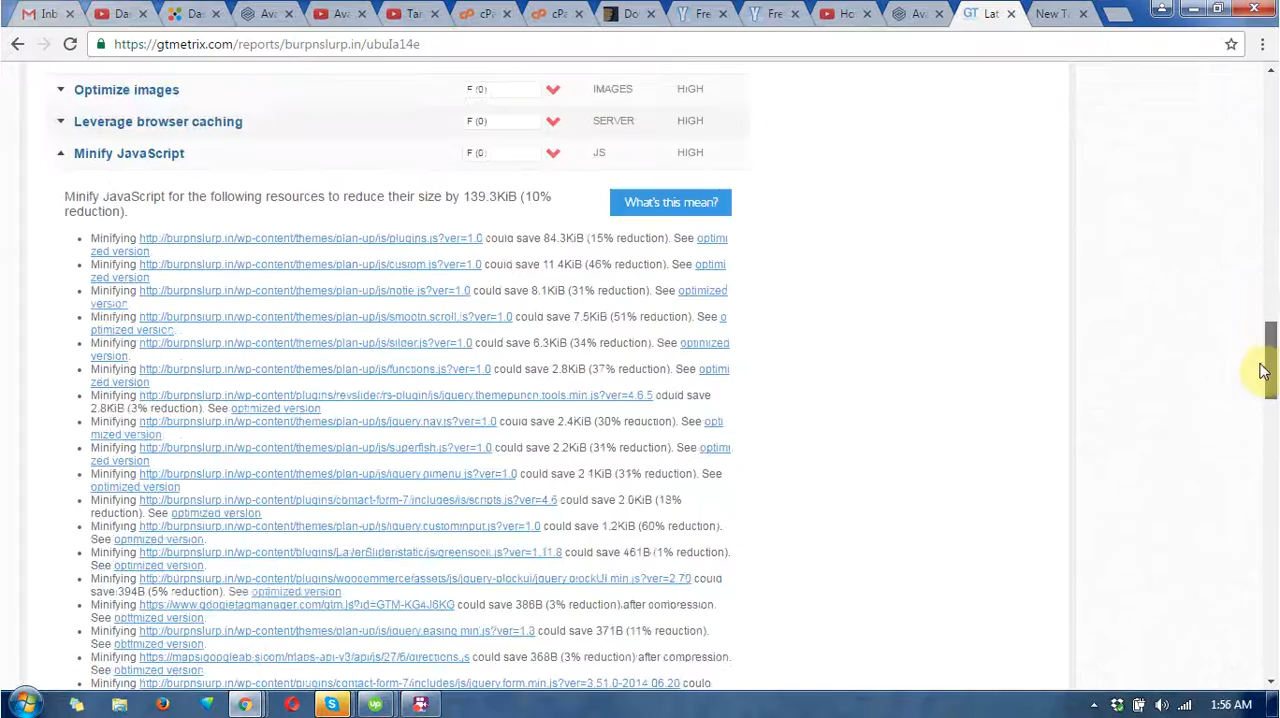 Inb
Da
Das
Ava
Ava
Tar
cPa
cPa
Do
Fre
Fre
Ho
Ava
GT Lat
New T
https://gtmetrix.com/reports/burpnslurp.in/ubuIa14e
Optimize images F (0) IMAGES HIGH
Leverage browser caching F (0) SERVER HIGH
Minify JavaScript F (0) JS HIGH
Minify JavaScript for the following resources to reduce their size by 139.3KiB (10%
reduction).
What's this mean?
Minifying http://burpnslurp.in/wp-content/themes/plan-up/js/plugins.js?ver=1.0 could save 84.3KiB (15% reduction). See optimi
zed version.
Minifying http://burpnslurp.in/wp-content/themes/plan-up/js/custom.js?ver=1.0 could save 11.4KiB (46% reduction). See optimi
zed version.
Minifying http://burpnslurp.in/wp-content/themes/plan-up/js/notie.js?ver=1.0 could save 8.1KiB (31% reduction). See optimized
version.
Minifying http://burpnslurp.in/wp-content/themes/plan-up/js/smooth.scroll.js?ver=1.0 could save 7.5KiB (51% reduction). See o
ptimized version.
Minifying http://burpnslurp.in/wp-content/themes/plan-up/js/silder.js?ver=1.0 could save 6.3KiB (34% reduction). See optimized
version.
Minifying http://burpnslurp.in/wp-content/themes/plan-up/js/functions.js?ver=1.0 could save 2.8KiB (37% reduction). See optimi
zed version.
Minifying http://burpnslurp.in/wp-content/plugins/revslider/rs-plugin/js/jquery.themepunch.tools.min.js?ver=4.6.5 could save
2.8KiB (3% reduction). See optimized version.
Minifying http://burpnslurp.in/wp-content/themes/plan-up/js/jquery.nav.js?ver=1.0 could save 2.4KiB (30% reduction). See opti
mized version.
Minifying http://burpnslurp.in/wp-content/themes/plan-up/js/superfish.js?ver=1.0 could save 2.2KiB (31% reduction). See optimi
zed version.
Minifying http://burpnslurp.in/wp-content/themes/plan-up/js/jquery.pimenu.js?ver=1.0 could save 2.1KiB (31% reduction). See
optimized version.
Minifying http://burpnslurp.in/wp-content/plugins/contact-form-7/includes/js/scripts.js?ver=4.6 could save 2.0KiB (18%
reduction). See optimized version.
Minifying http://burpnslurp.in/wp-content/themes/plan-up/js/jquery.custominput.js?ver=1.0 could save 1.2KiB (60% reduction).
See optimized version.
Minifying http://burpnslurp.in/wp-content/plugins/LayerSlider/static/js/greensock.js?ver=1.11.8 could save 461B (1% reduction).
See optimized version.
Minifying http://burpnslurp.in/wp-content/plugins/woocommerce/assets/js/jquery-blockui/jquery.blockUI.min.js?ver=2.70 could
save 394B (5% reduction). See optimized version.
Minifying https://www.googletagmanager.com/gtm.js?id=GTM-KG4J6KG could save 386B (3% reduction) after compression.
See optimized version.
Minifying http://burpnslurp.in/wp-content/themes/plan-up/js/jquery.easing.min.js?ver=1.3 could save 371B (11% reduction).
See optimized version.
Minifying https://maps.googleapis.com/maps-api-v3/api/js/27/6/directions.js could save 368B (3% reduction) after compression.
See optimized version.
Minifying http://burpnslurp.in/wp-content/plugins/contact-form-7/includes/js/jquery.form.min.js?ver=3.51.0-2014.06.20 could
1:56 AM